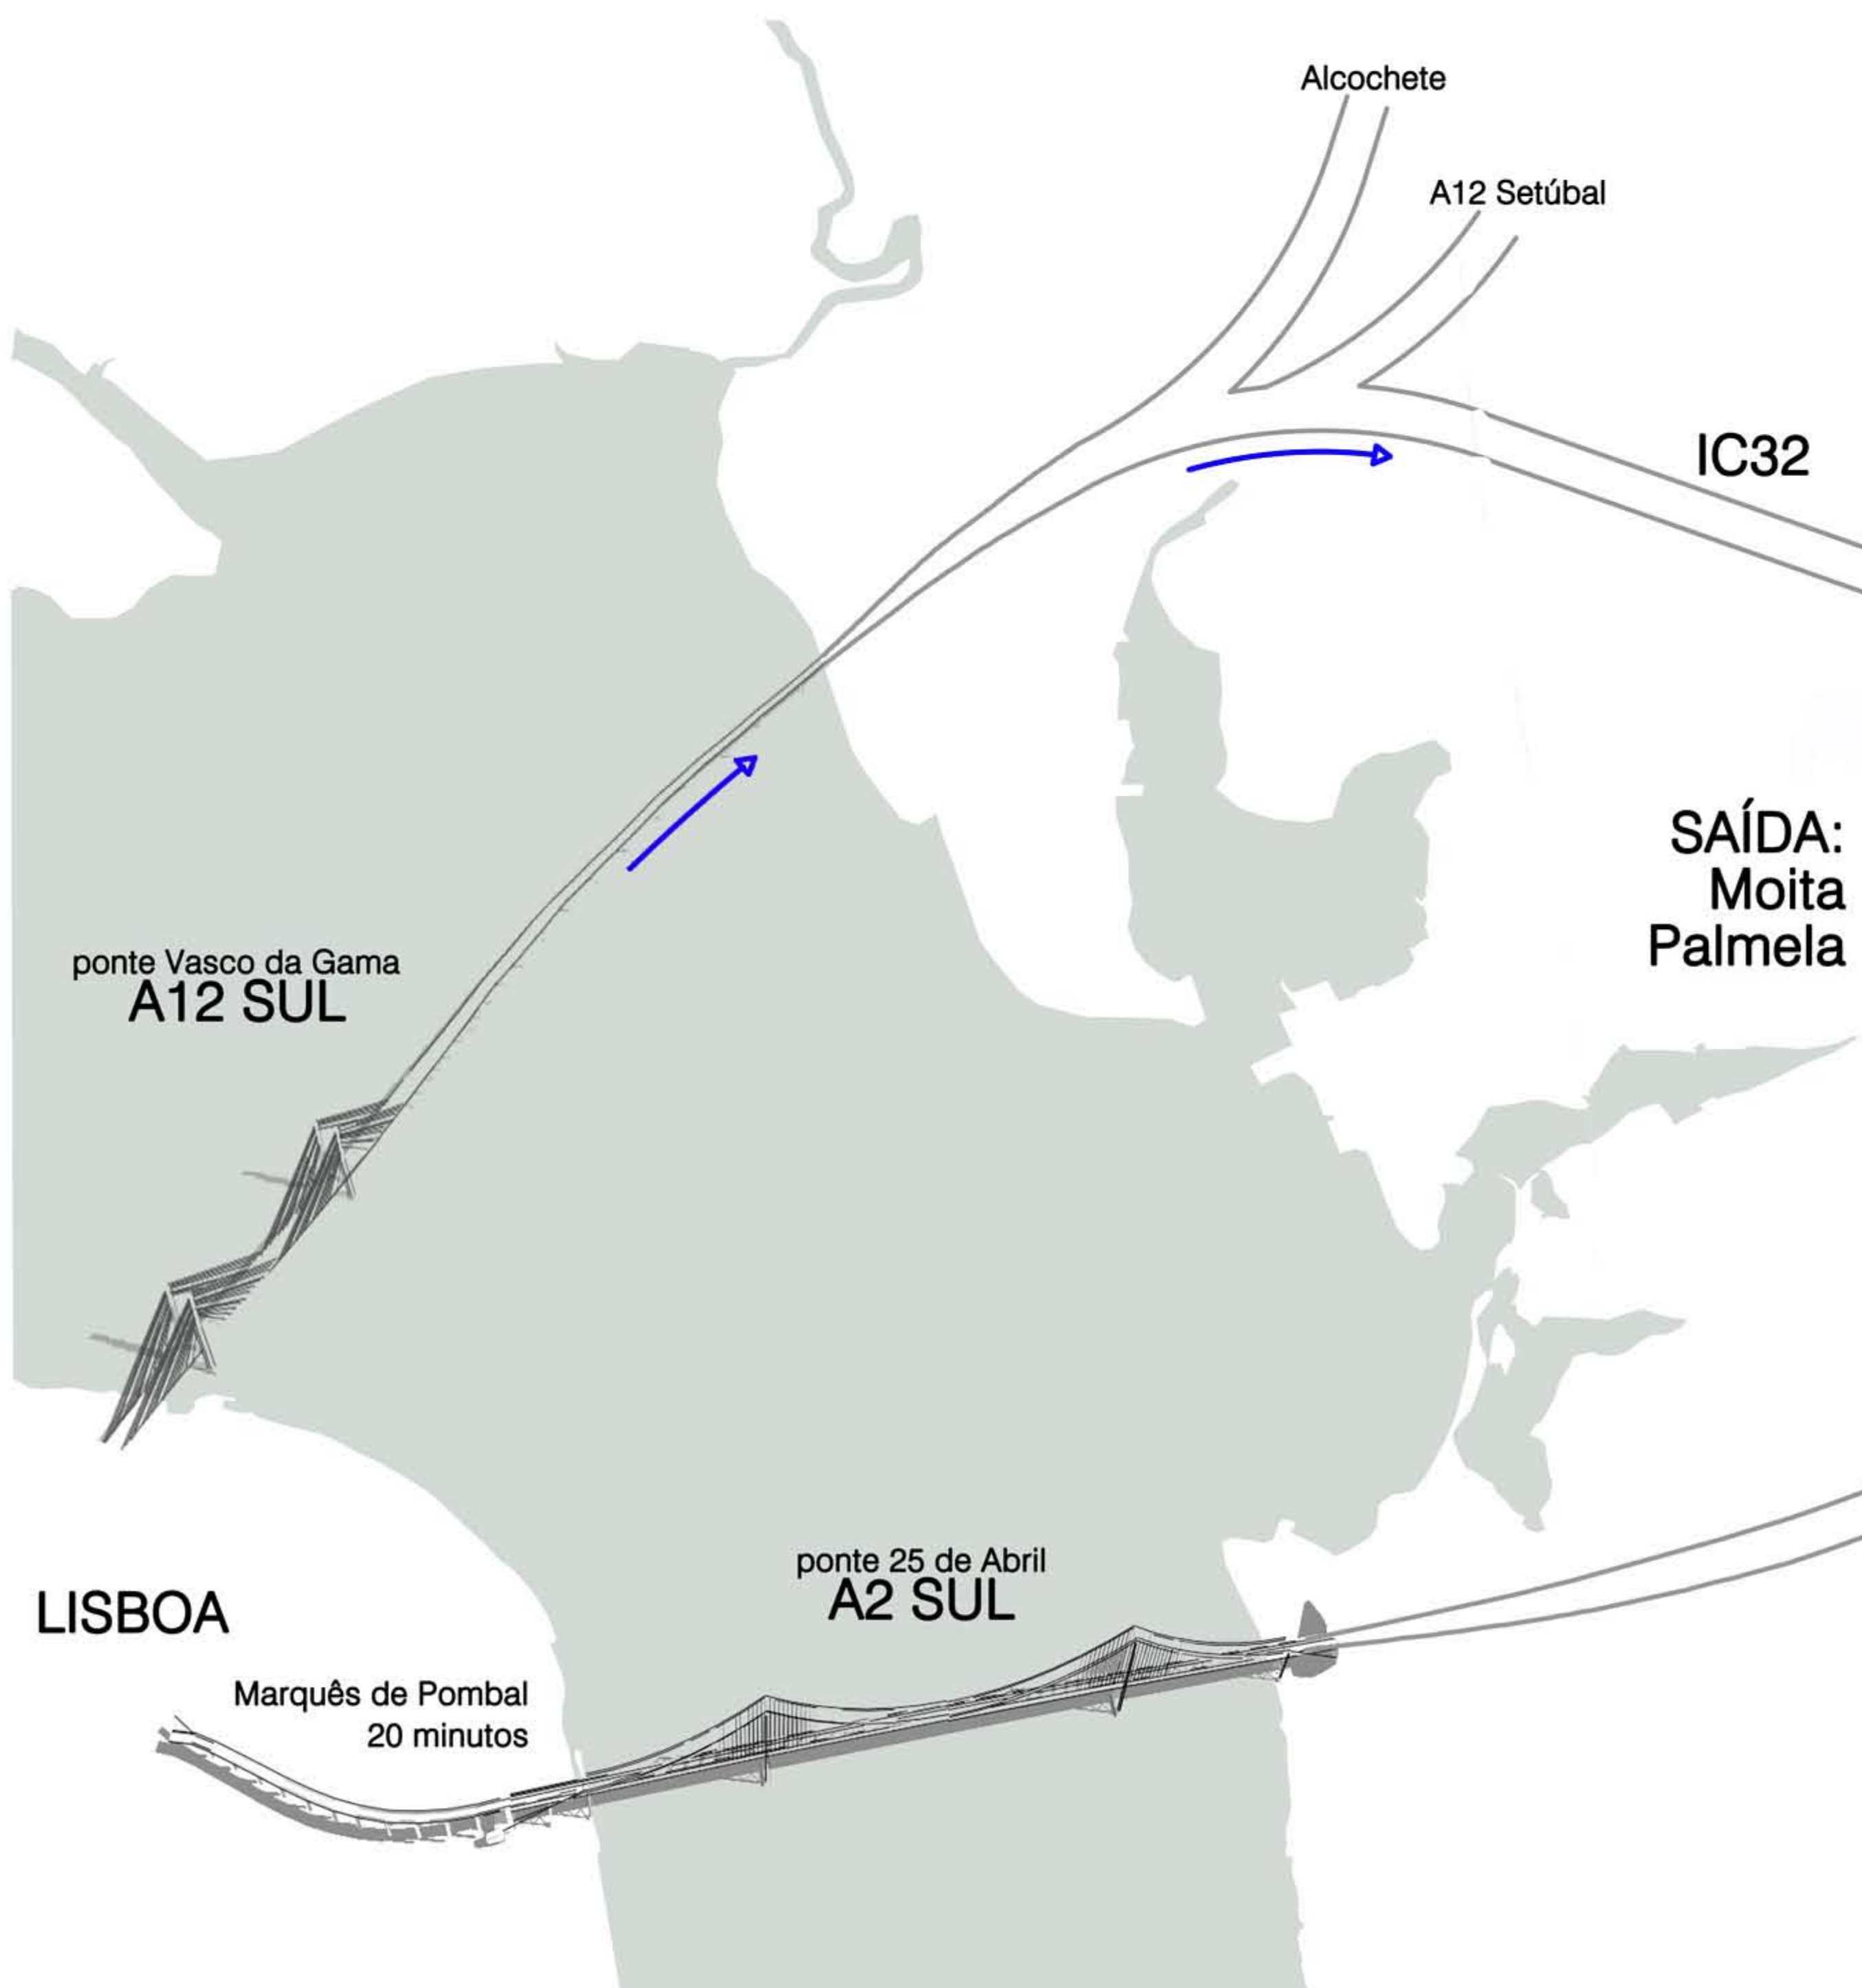 Alcochete
A12 Setúbal
IC32
SAÍDA:
Moita
Palmela
ponte Vasco da Gama
A12 SUL
ponte 25 de Abril
A2 SUL
LISBOA
Marquês de Pombal
20 minutos